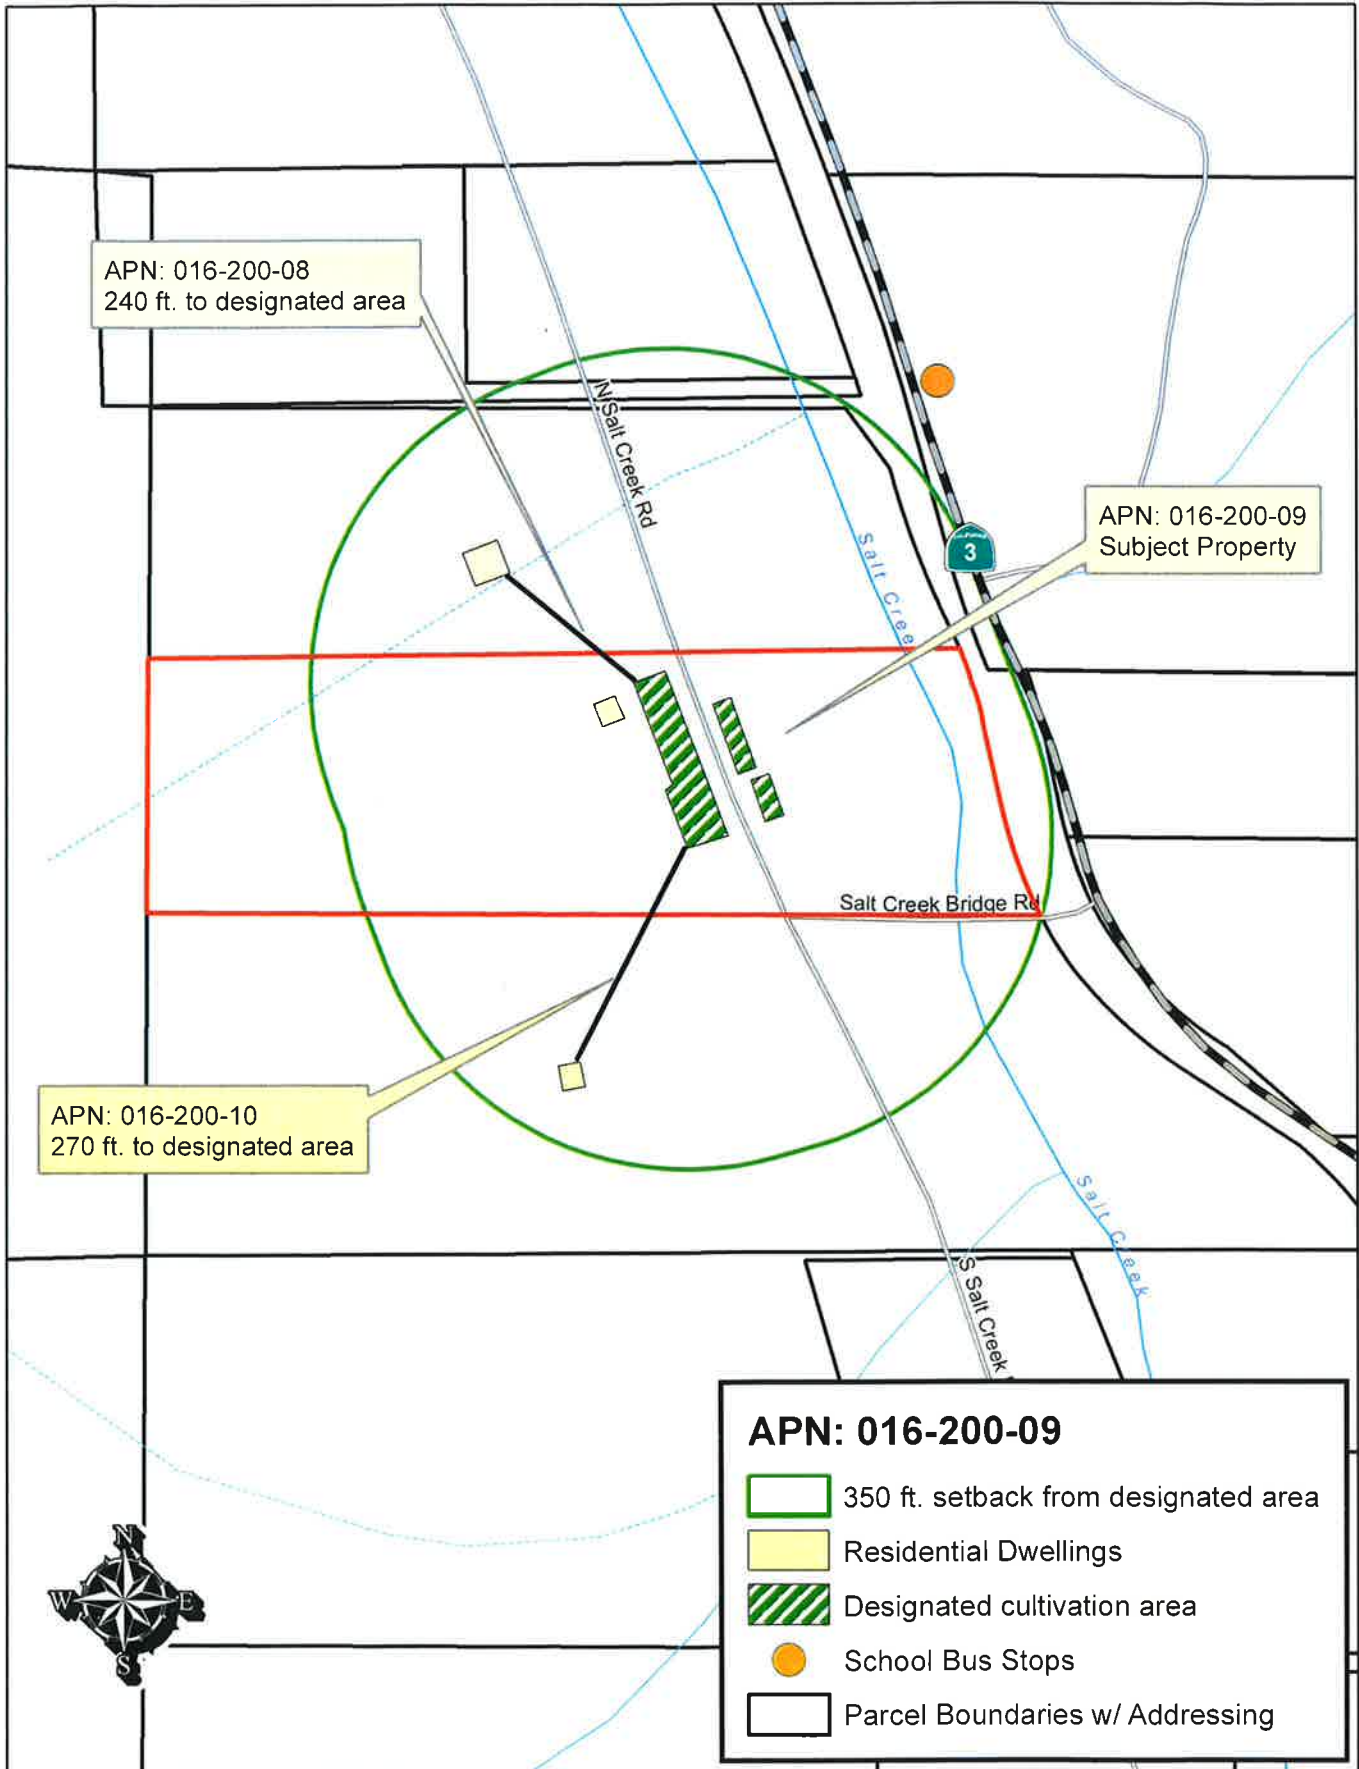 APN: 016-200-08
240 ft. to designated area
N Salt Creek Rd
APN: 016-200-09
Subject Property
3
Salt Cree
Salt Creek Bridge Rd
APN: 016-200-10
270 ft. to designated area
Salt Creek
S Salt Creek
APN: 016-200-09
350 ft. setback from designated area
Residential Dwellings
Designated cultivation area
School Bus Stops
Parcel Boundaries w/ Addressing
N
W E
S